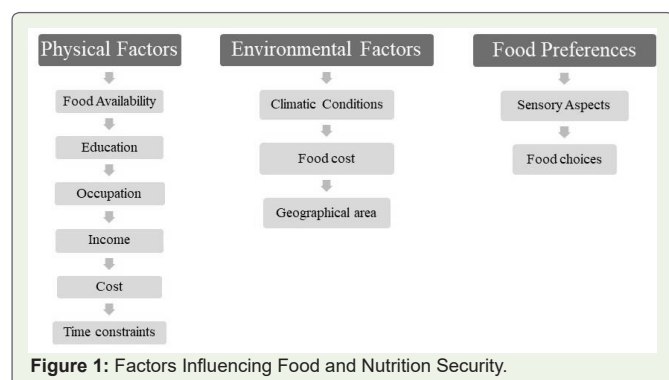 Physical Factors
Food Availability
Education
Occupation
Income
Cost
Time constraints
Environmental Factors
Climatic Conditions
Food cost
Geographical area
Food Preferences
Sensory Aspects
Food choices
Figure 1: Factors Influencing Food and Nutrition Security.